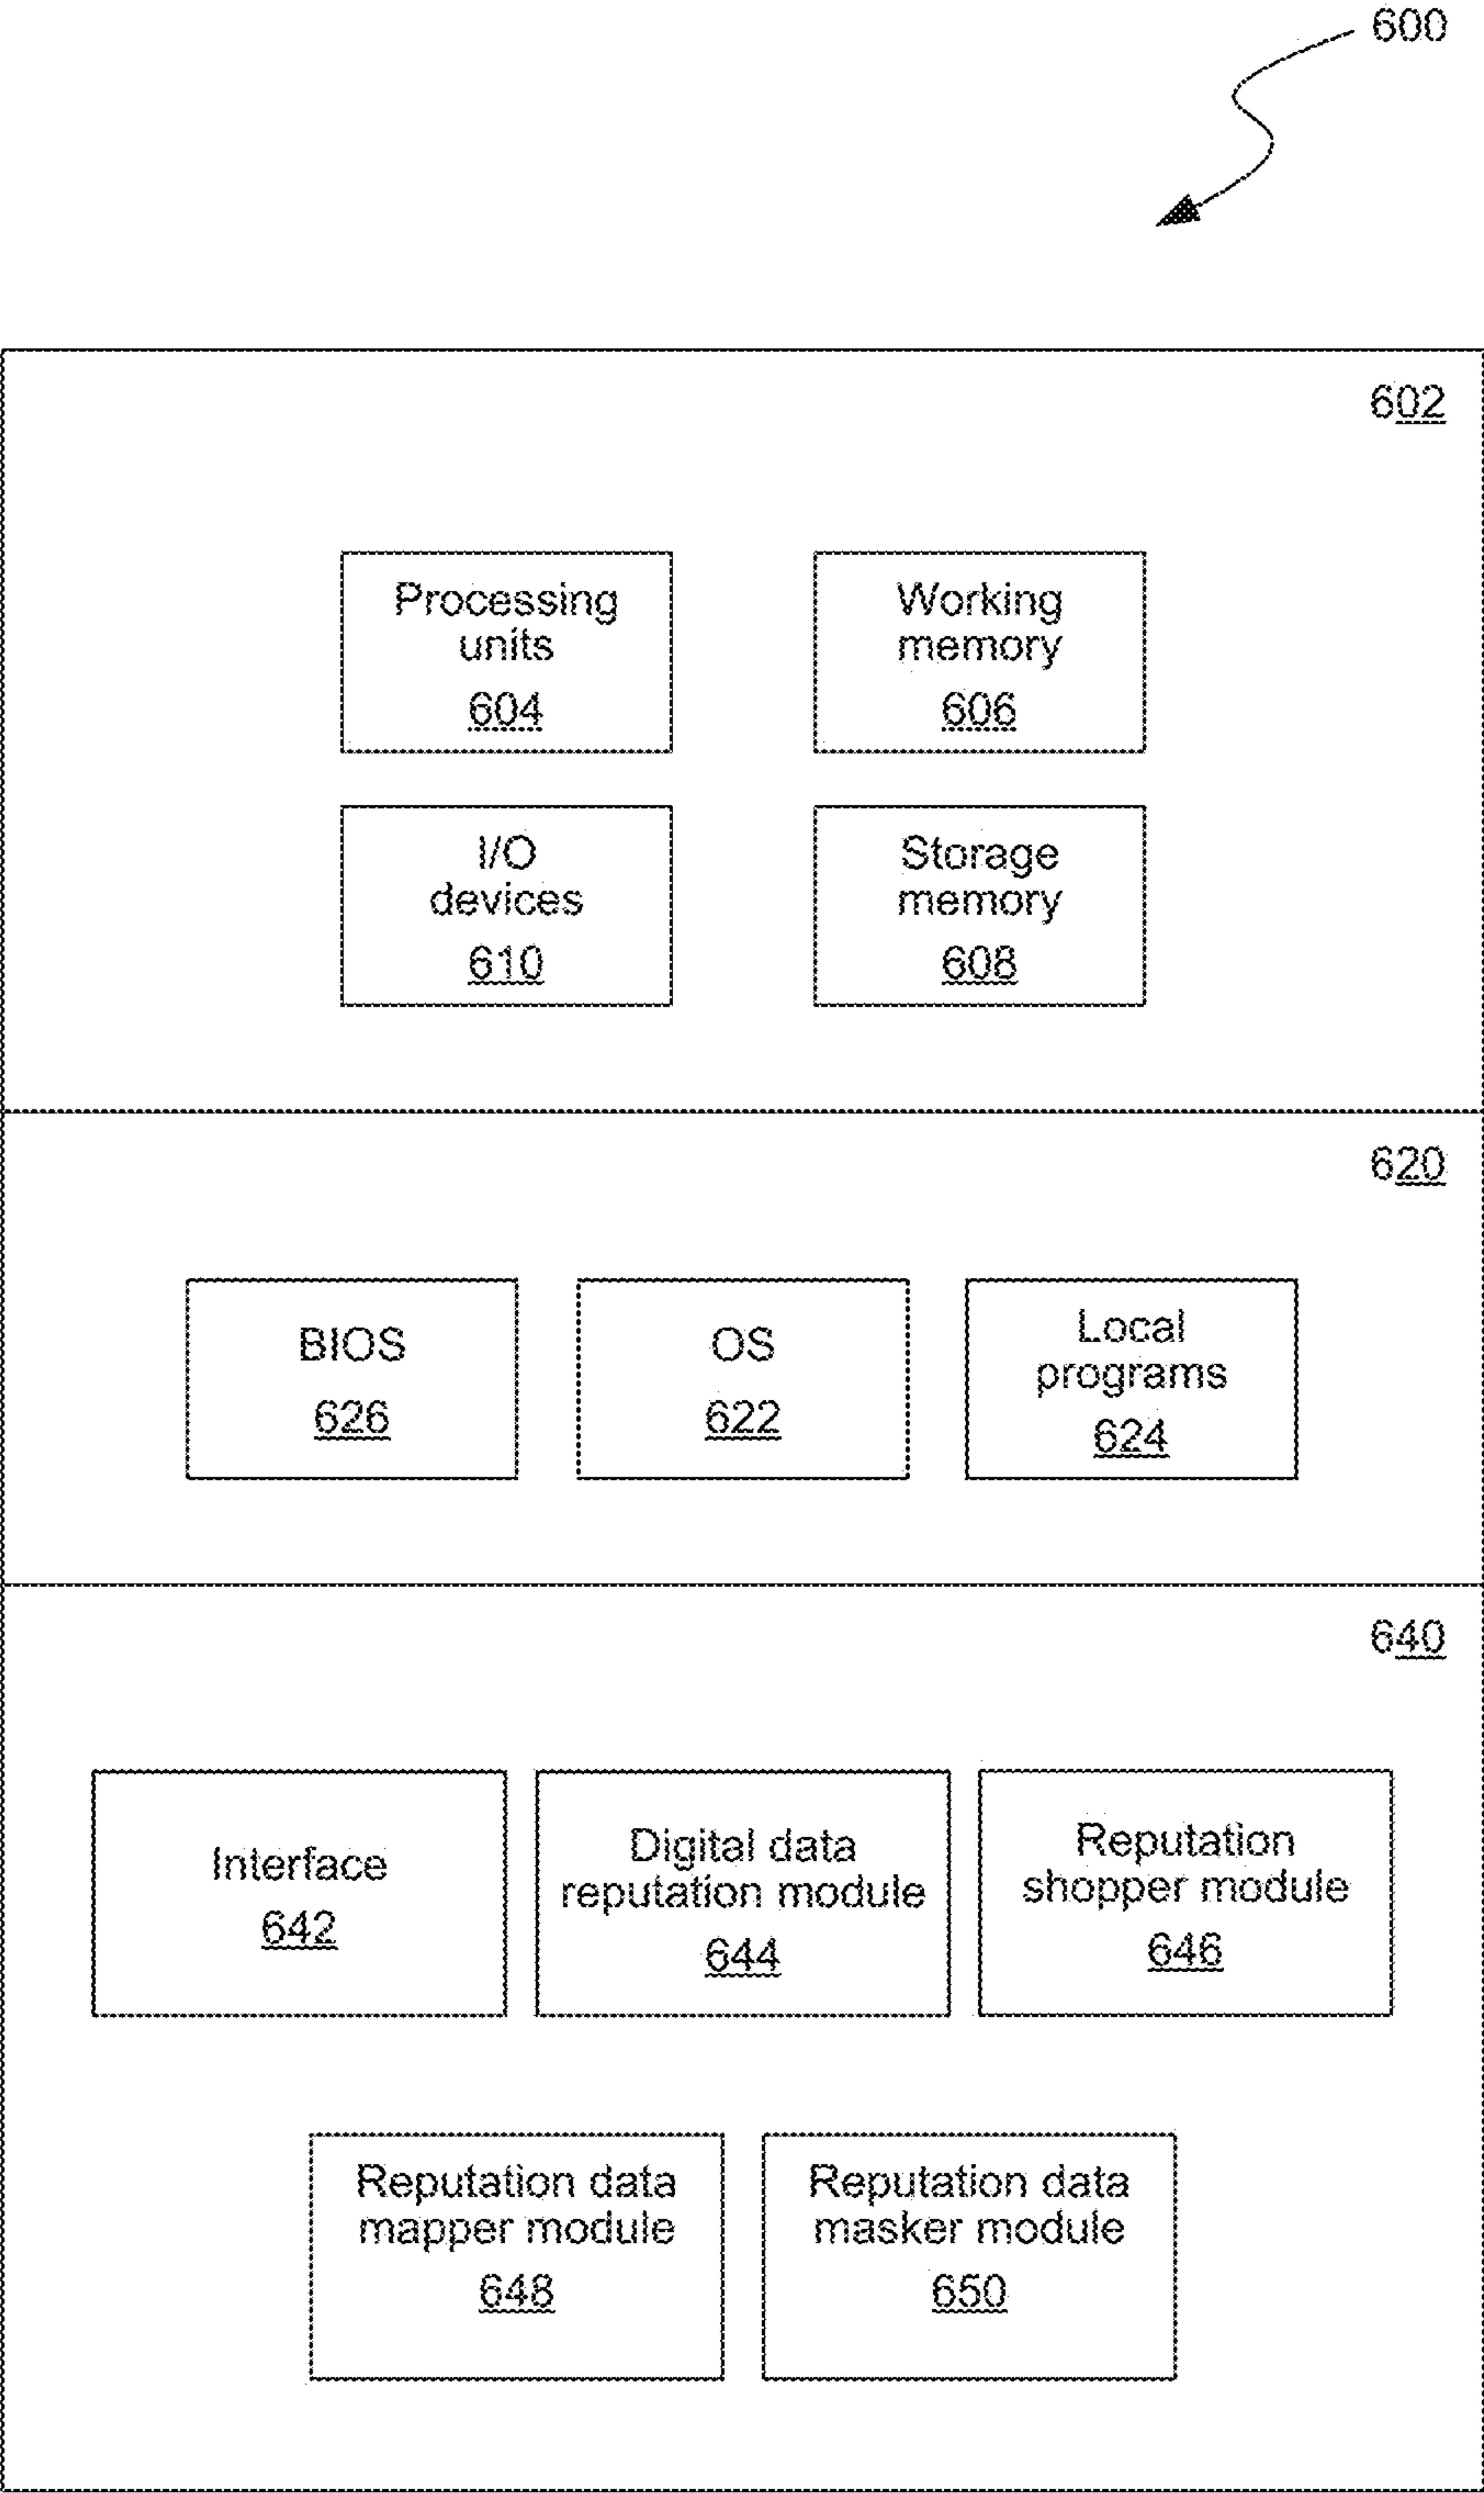 600
602
Processing
units
604
Working
memory
606
I/O
devices
610
Storage
memory
608
620
BIOS
626
OS
622
Local
programs
624
640
Interface
642
Digital data
reputation module
644
Reputation
shopper module
646
Reputation data
mapper module
648
Reputation data
masker module
650